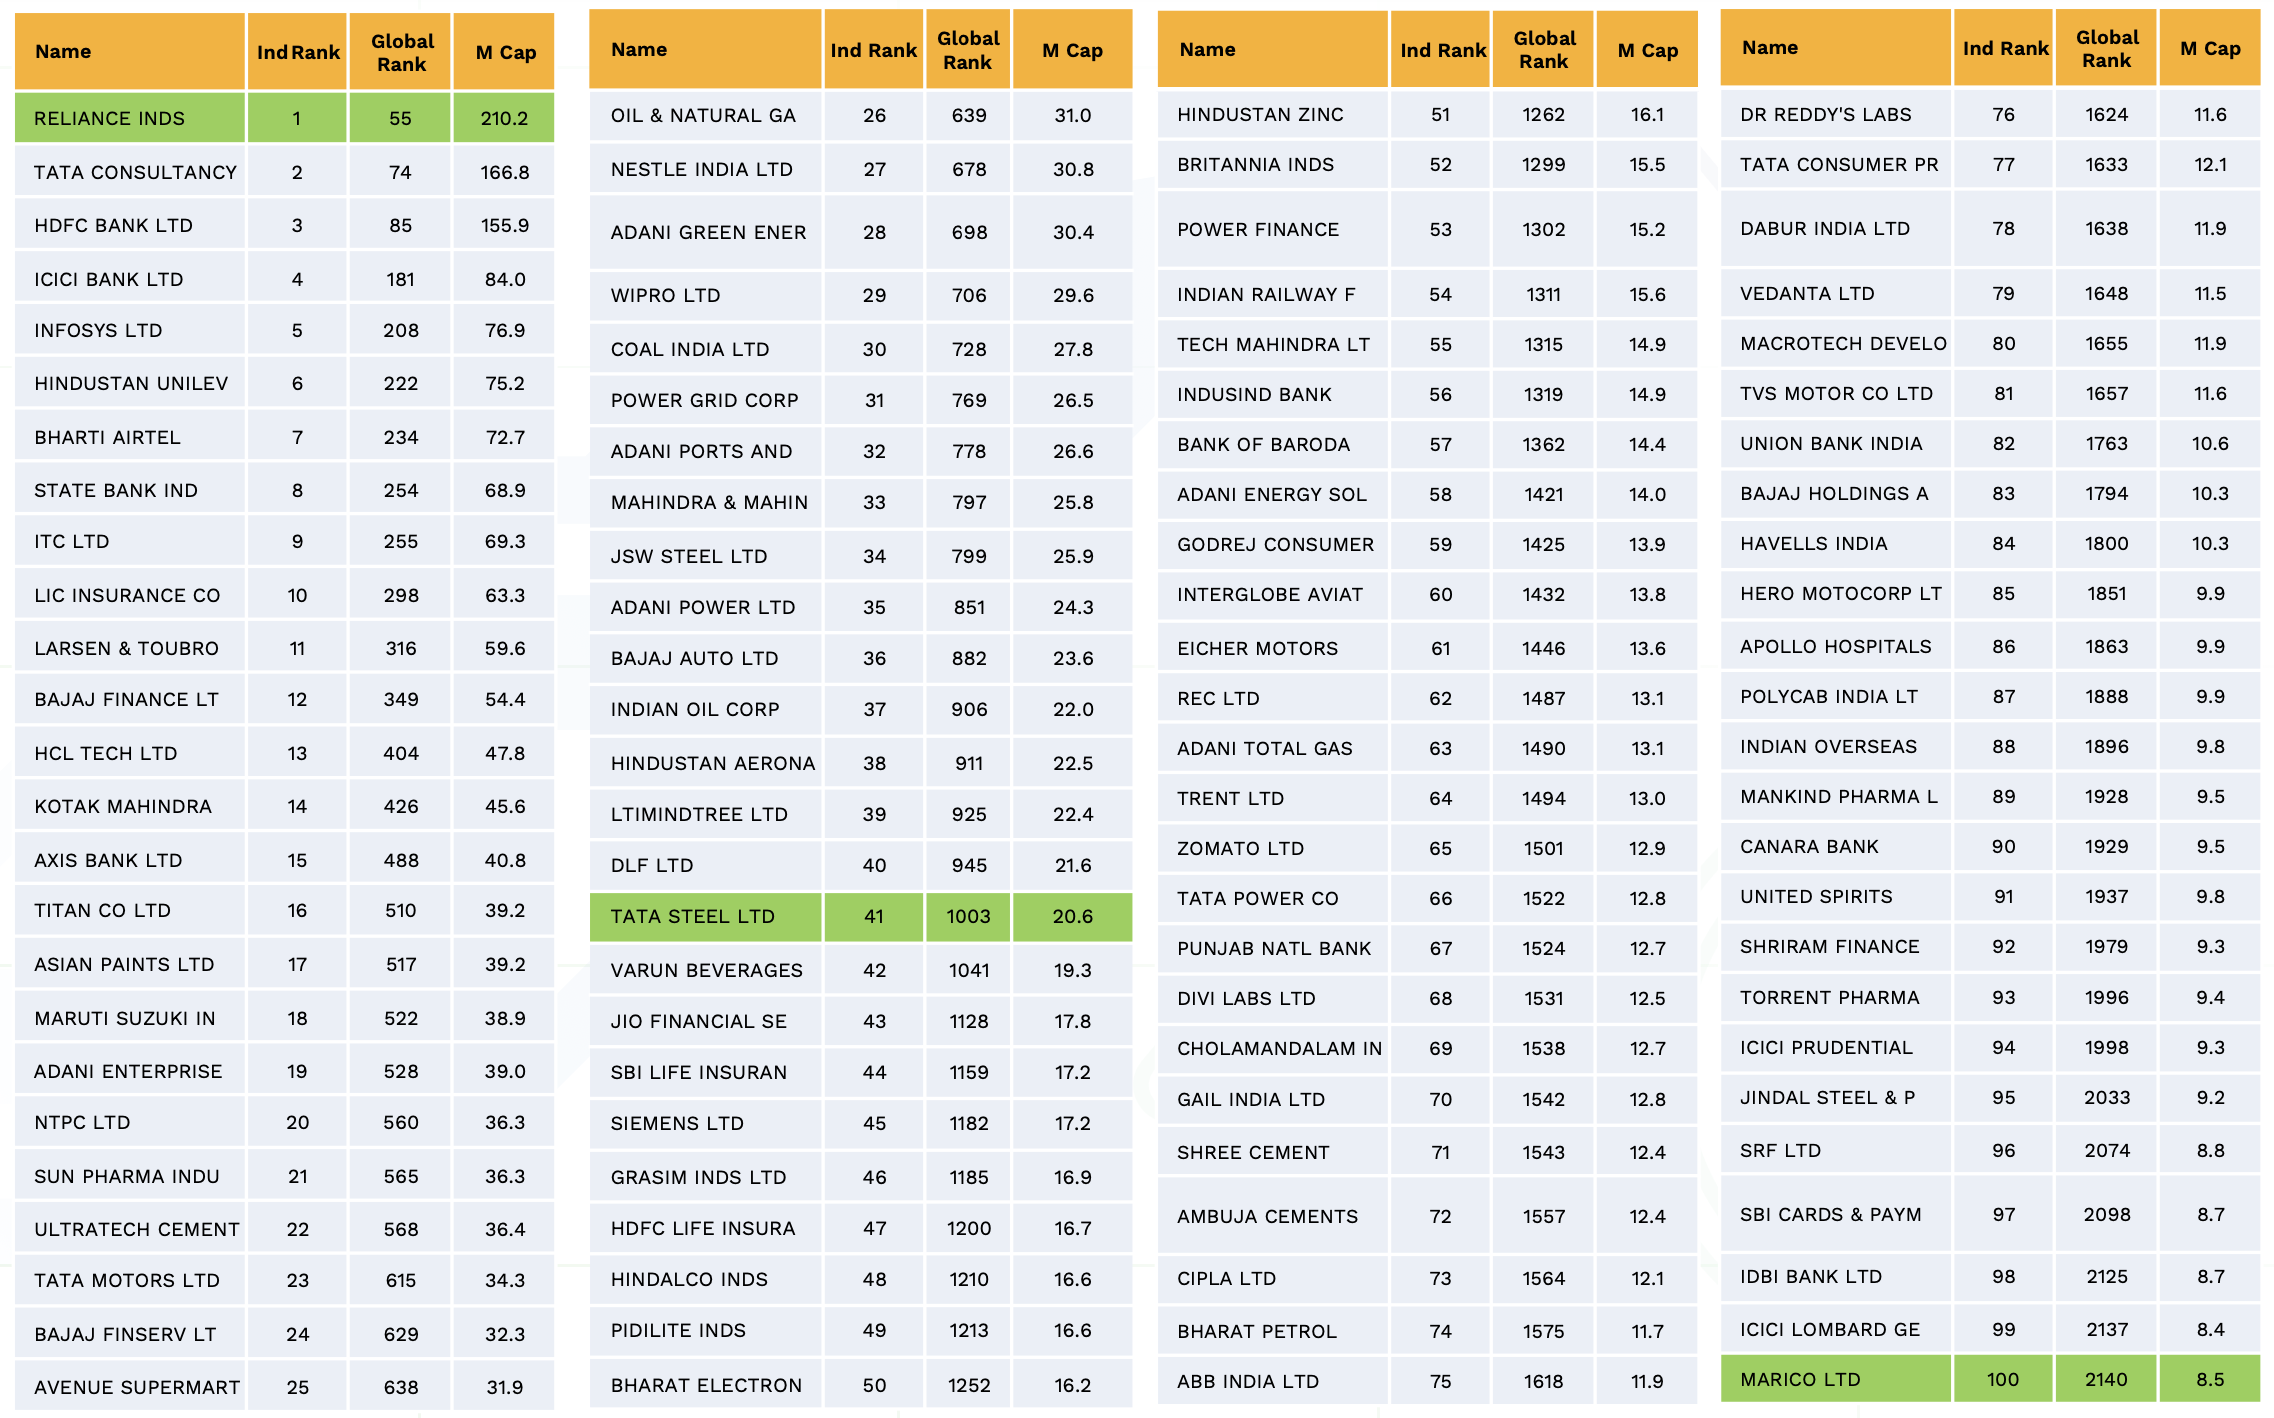 Name Ind Rank Global Rank M Cap
RELIANCE INDS 1 55 210.2
TATA CONSULTANCY 2 74 166.8
HDFC BANK LTD 3 85 155.9
ICICI BANK LTD 4 181 84.0
INFOSYS LTD 5 208 76.9
HINDUSTAN UNILEV 6 222 75.2
BHARTI AIRTEL 7 234 72.7
STATE BANK IND 8 254 68.9
ITC LTD 9 255 69.3
LIC INSURANCE CO 10 298 63.3
LARSEN & TOUBRO 11 316 59.6
BAJAJ FINANCE LT 12 349 54.4
HCL TECH LTD 13 404 47.8
KOTAK MAHINDRA 14 426 45.6
AXIS BANK LTD 15 488 40.8
TITAN CO LTD 16 510 39.2
ASIAN PAINTS LTD 17 517 39.2
MARUTI SUZUKI IN 18 522 38.9
ADANI ENTERPRISE 19 528 39.0
NTPC LTD 20 560 36.3
SUN PHARMA INDU 21 565 36.3
ULTRATECH CEMENT 22 568 36.4
TATA MOTORS LTD 23 615 34.3
BAJAJ FINSERV LT 24 629 32.3
AVENUE SUPERMART 25 638 31.9
Name Ind Rank Global Rank M Cap
OIL & NATURAL GA 26 639 31.0
NESTLE INDIA LTD 27 678 30.8
ADANI GREEN ENER 28 698 30.4
WIPRO LTD 29 706 29.6
COAL INDIA LTD 30 728 27.8
POWER GRID CORP 31 769 26.5
ADANI PORTS AND 32 778 26.6
MAHINDRA & MAHIN 33 797 25.8
JSW STEEL LTD 34 799 25.9
ADANI POWER LTD 35 851 24.3
BAJAJ AUTO LTD 36 882 23.6
INDIAN OIL CORP 37 906 22.0
HINDUSTAN AERONA 38 911 22.5
LTIMINDTREE LTD 39 925 22.4
DLF LTD 40 945 21.6
TATA STEEL LTD 41 1003 20.6
VARUN BEVERAGES 42 1041 19.3
JIO FINANCIAL SE 43 1128 17.8
SBI LIFE INSURAN 44 1159 17.2
SIEMENS LTD 45 1182 17.2
GRASIM INDS LTD 46 1185 16.9
HDFC LIFE INSURA 47 1200 16.7
HINDALCO INDS 48 1210 16.6
PIDILITE INDS 49 1213 16.6
BHARAT ELECTRON 50 1252 16.2
Name Ind Rank Global Rank M Cap
HINDUSTAN ZINC 51 1262 16.1
BRITANNIA INDS 52 1299 15.5
POWER FINANCE 53 1302 15.2
INDIAN RAILWAY F 54 1311 15.6
TECH MAHINDRA LT 55 1315 14.9
INDUSIND BANK 56 1319 14.9
BANK OF BARODA 57 1362 14.4
ADANI ENERGY SOL 58 1421 14.0
GODREJ CONSUMER 59 1425 13.9
INTERGLOBE AVIAT 60 1432 13.8
EICHER MOTORS 61 1446 13.6
REC LTD 62 1487 13.1
ADANI TOTAL GAS 63 1490 13.1
TRENT LTD 64 1494 13.0
ZOMATO LTD 65 1501 12.9
TATA POWER CO 66 1522 12.8
PUNJAB NATL BANK 67 1524 12.7
DIVI LABS LTD 68 1531 12.5
CHOLAMANDALAM IN 69 1538 12.7
GAIL INDIA LTD 70 1542 12.8
SHREE CEMENT 71 1543 12.4
AMBUJA CEMENTS 72 1557 12.4
CIPLA LTD 73 1564 12.1
BHARAT PETROL 74 1575 11.7
ABB INDIA LTD 75 1618 11.9
Name Ind Rank Global Rank M Cap
DR REDDY'S LABS 76 1624 11.6
TATA CONSUMER PR 77 1633 12.1
DABUR INDIA LTD 78 1638 11.9
VEDANTA LTD 79 1648 11.5
MACROTECH DEVELO 80 1655 11.9
TVS MOTOR CO LTD 81 1657 11.6
UNION BANK INDIA 82 1763 10.6
BAJAJ HOLDINGS A 83 1794 10.3
HAVELLS INDIA 84 1800 10.3
HERO MOTOCORP LT 85 1851 9.9
APOLLO HOSPITALS 86 1863 9.9
POLYCAB INDIA LT 87 1888 9.9
INDIAN OVERSEAS 88 1896 9.8
MANKIND PHARMA L 89 1928 9.5
CANARA BANK 90 1929 9.5
UNITED SPIRITS 91 1937 9.8
SHRIRAM FINANCE 92 1979 9.3
TORRENT PHARMA 93 1996 9.4
ICICI PRUDENTIAL 94 1998 9.3
JINDAL STEEL & P 95 2033 9.2
SRF LTD 96 2074 8.8
SBI CARDS & PAYM 97 2098 8.7
IDBI BANK LTD 98 2125 8.7
ICICI LOMBARD GE 99 2137 8.4
MARICO LTD 100 2140 8.5